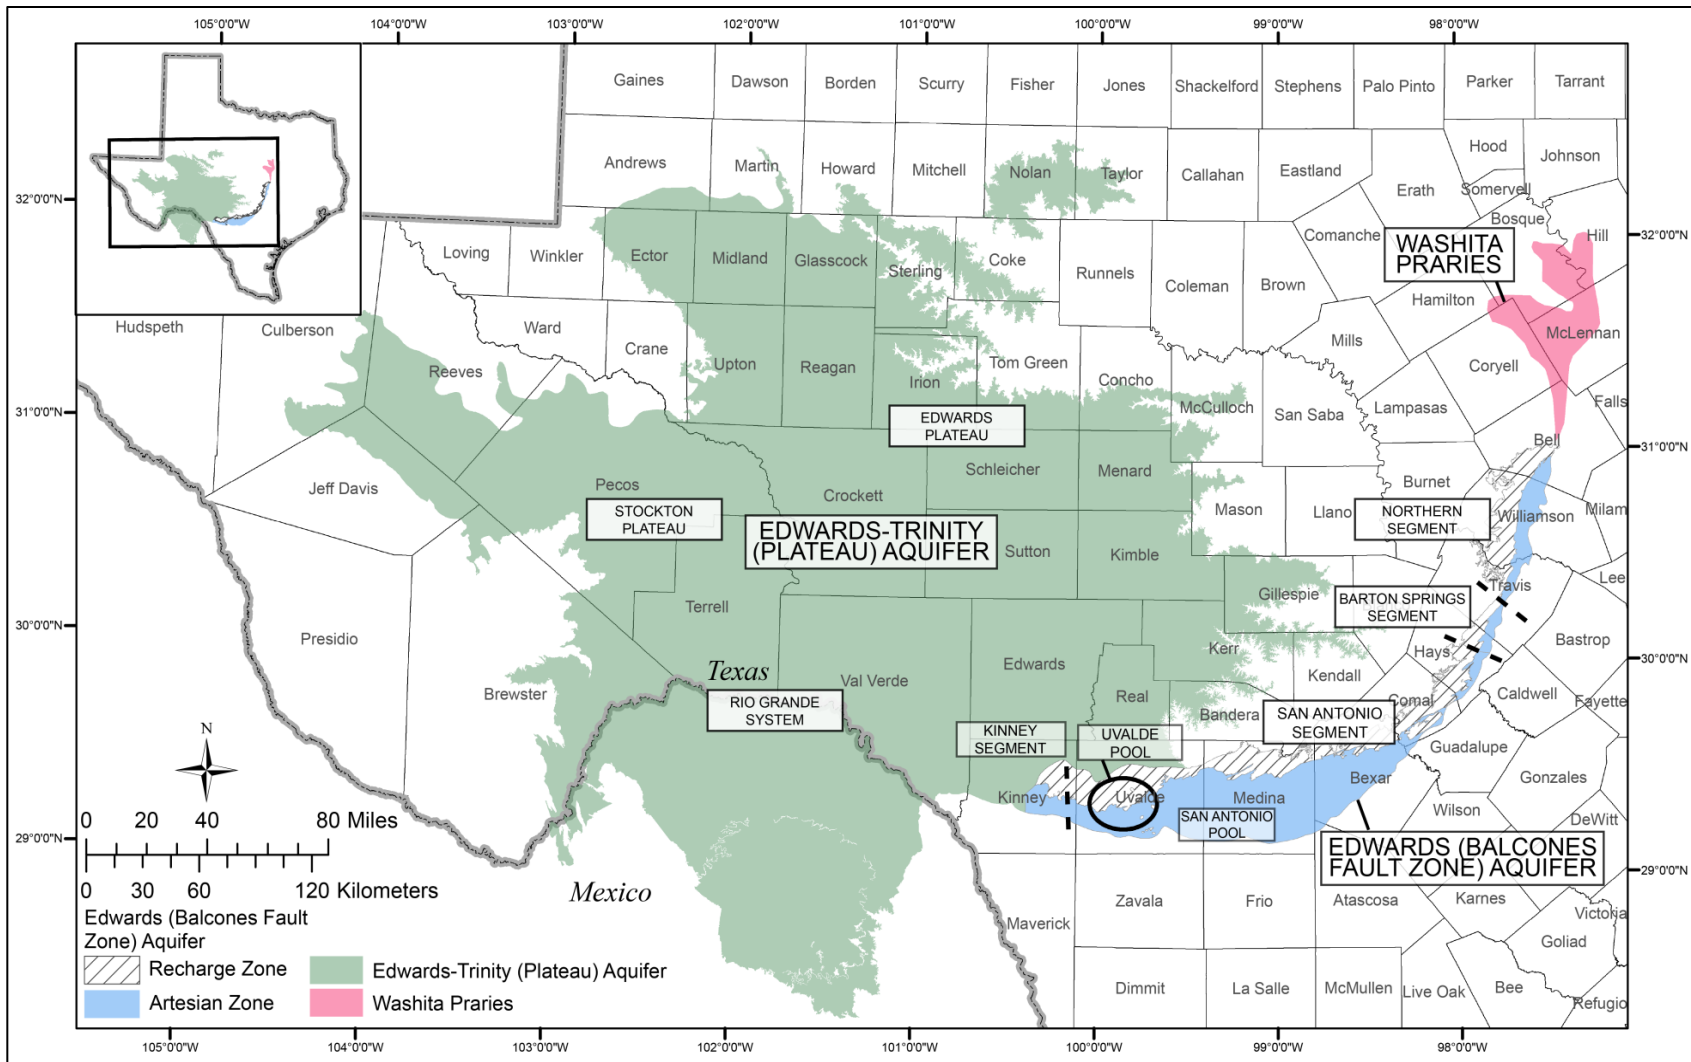 105°0'0"W 104°0'0"W 103°0'0"W 102°0'0"W 101°0'0"W 100°0'0"W 99°0'0"W 98°0'0"W
Gaines
Dawson
Borden
Scurry
Fisher
Jones
Shackelford
Stephens
Palo Pinto
Parker
Tarrant
Andrews
Martin
Howard
Mitchell
Nolan
Taylor
Callahan
Eastland
Erath
Hood
Johnson
Somervell
Bosque
Hill
32°0'0"N
32°0'0"N
Loving
Winkler
Ector
Midland
Glasscock
Sterling
Coke
Runnels
Coleman
Brown
Comanche
WASHITA
PRARIES
Hamilton
McLennan
Hudspeth
Culberson
Ward
Crane
Upton
Reagan
Irion
Tom Green
Concho
McCulloch
San Saba
Mills
Lampasas
Coryell
Falls
Reeves
31°0'0"N
31°0'0"N
EDWARDS
PLATEAU
Bell
Jeff Davis
Pecos
Crockett
Schleicher
Menard
Mason
Llano
Burnet
Williamson
Milam
STOCKTON
PLATEAU
EDWARDS-TRINITY
(PLATEAU) AQUIFER
NORTHERN
SEGMENT
Sutton
Kimble
Gillespie
Travis
Lee
BARTON SPRINGS
SEGMENT
30°0'0"N
30°0'0"N
Presidio
Terrell
Brewster
Texas
Val Verde
Edwards
Real
Kerr
Kendall
Bandera
Hays
Comal
Bastrop
Caldwell
Fayette
RIO GRANDE
SYSTEM
KINNEY
SEGMENT
UVALDE
POOL
SAN ANTONIO
SEGMENT
Guadalupe
Gonzales
Kinney
Uvalde
Medina
Bexar
Wilson
DeWitt
SAN ANTONIO
POOL
EDWARDS (BALCONES
FAULT ZONE) AQUIFER
29°0'0"N
29°0'0"N
N
0 20 40 80 Miles
0 30 60 120 Kilometers
Mexico
Maverick
Zavala
Frio
Atascosa
Karnes
Victoria
Goliad
Dimmit
La Salle
McMullen
Live Oak
Bee
Refugio
Edwards (Balcones Fault
Zone) Aquifer
Recharge Zone
Artesian Zone
Edwards-Trinity (Plateau) Aquifer
Washita Praries
105°0'0"W 104°0'0"W 103°0'0"W 102°0'0"W 101°0'0"W 100°0'0"W 99°0'0"W 98°0'0"W